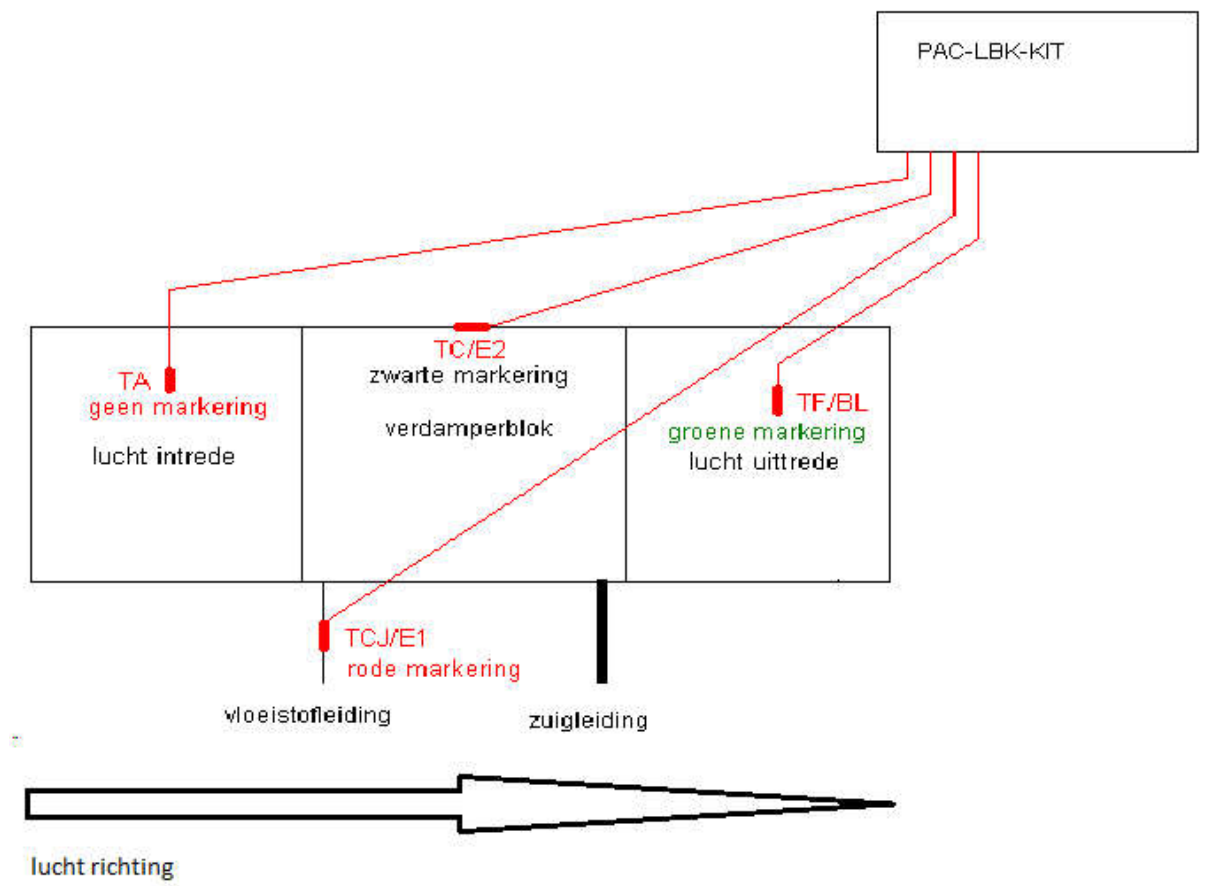 PAC-LBK-KIT
TA
geen markering
lucht intrede
TC/E2
zwarte markering
verdamperblok
TF/BL
groene markering
lucht uittrede
TCJ/E1
rode markering
vloeistofleiding
zuigleiding
lucht richting